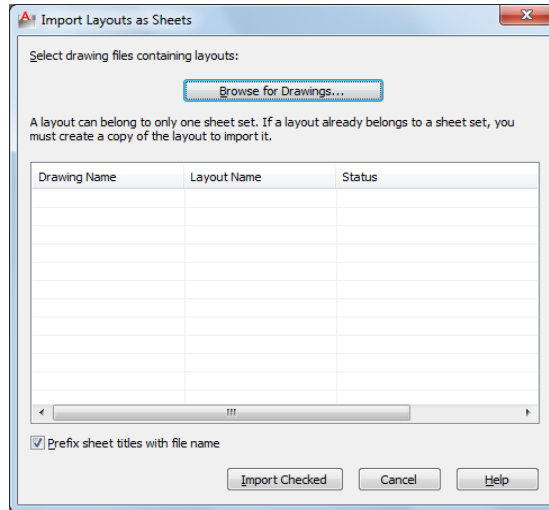 Import Layouts as Sheets
Select drawing files containing layouts:
Browse for Drawings...
A layout can belong to only one sheet set. If a layout already belongs to a sheet set, you
must create a copy of the layout to import it.
Drawing Name Layout Name Status
Prefix sheet titles with file name
Import Checked Cancel Help